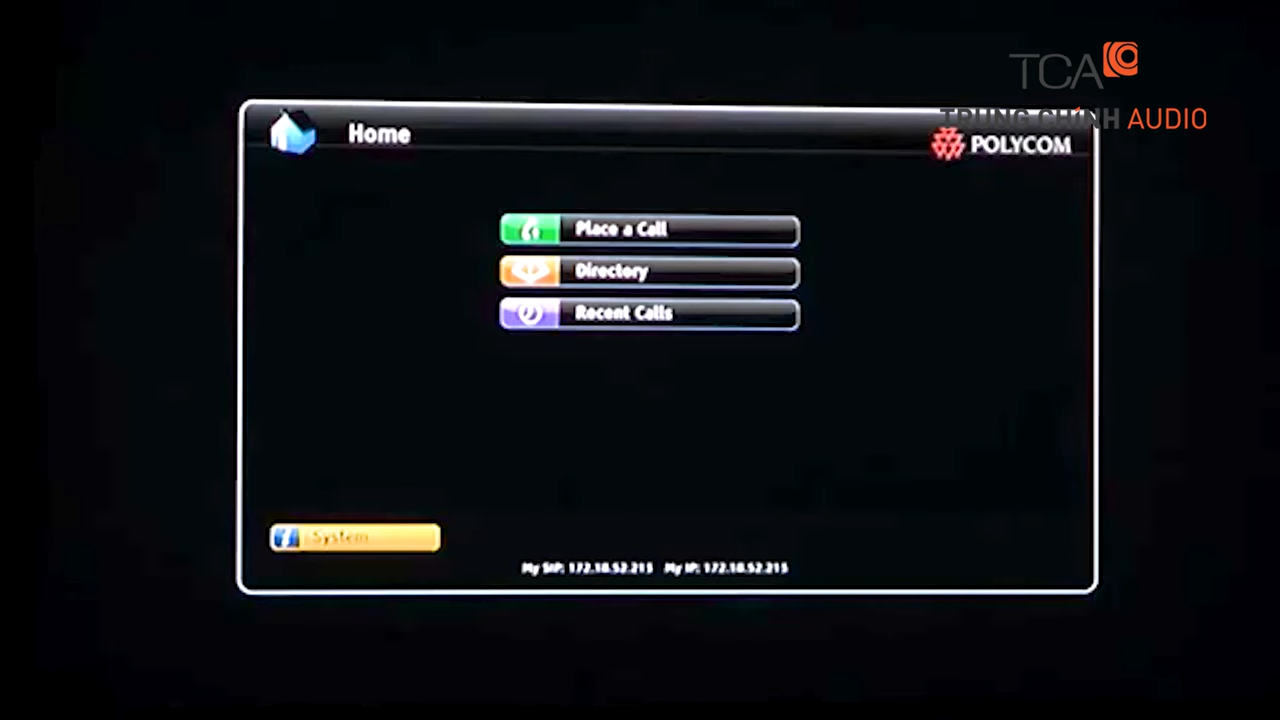 TCA
TRUNG CHÍNH AUDIO
Home
POLYCOM
Place a Call
Directory
Recent Calls
System
My SIP: 172.18.52.215 My IP: 172.18.52.215